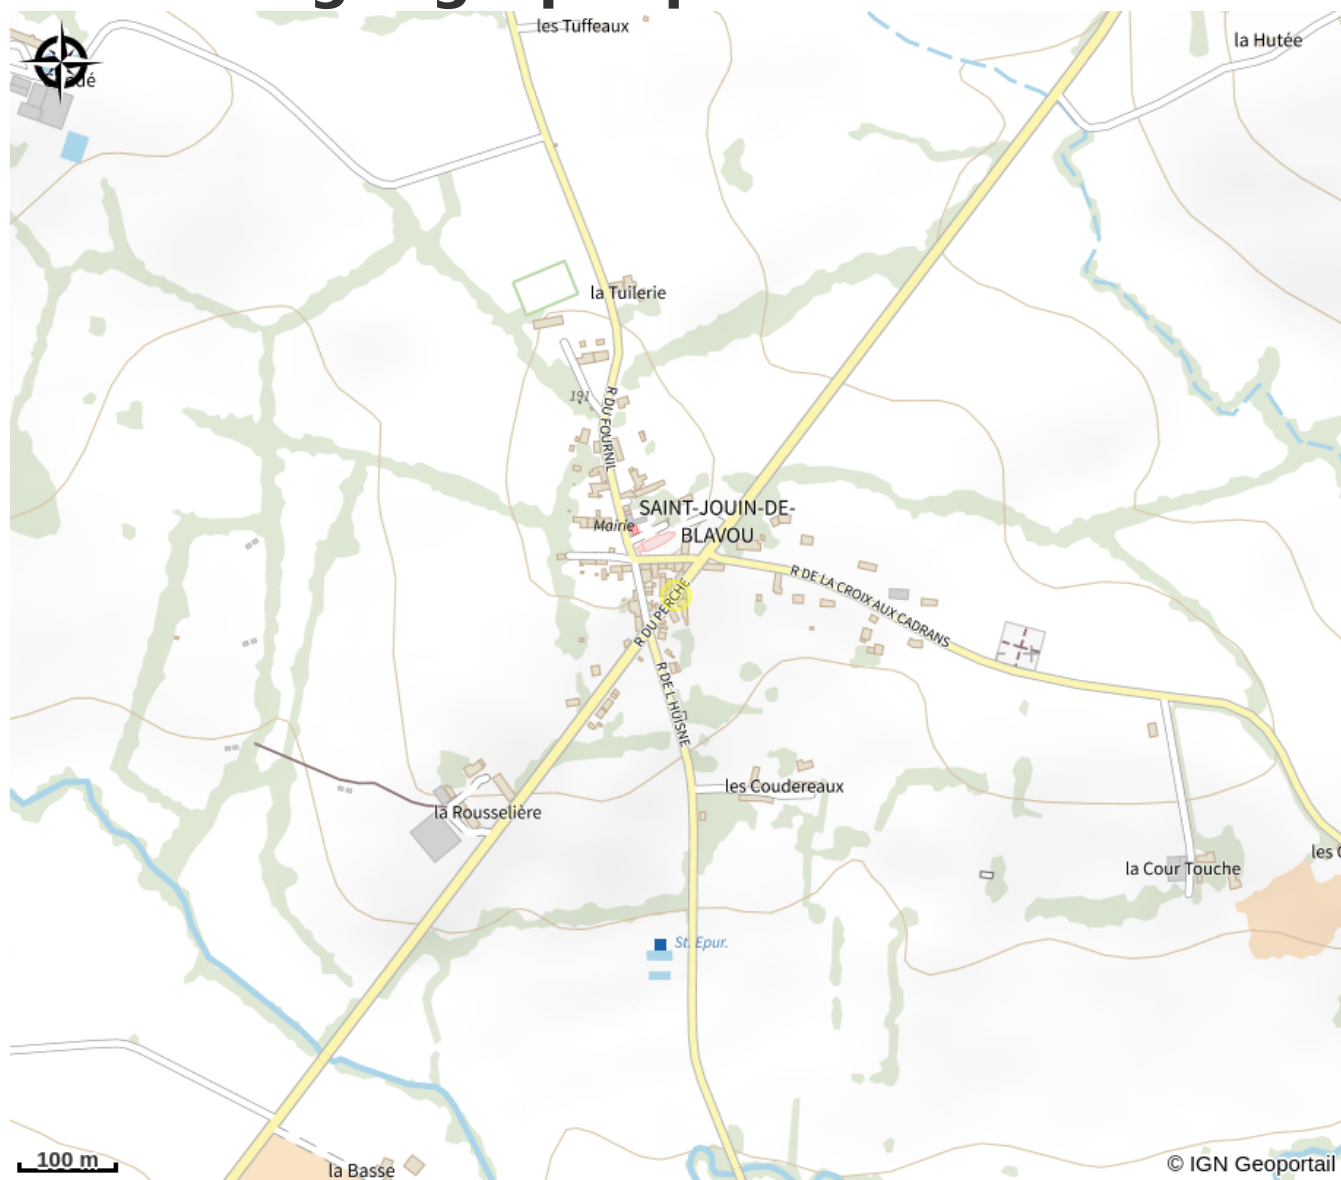 les Tuffeaux
la Hutée
la Tuilerie
191
R DU FOURNIL
SAINT-JOUIN-DE-
BLAVOU
Mairie
R DE LA CROIX AUX CADRANS
R DU PERCHE
R DE L HUISNE
les Coudereaux
la Rousselière
la Cour Touche
les
St. Epur.
100 m
la Basse
© IGN Geoportail